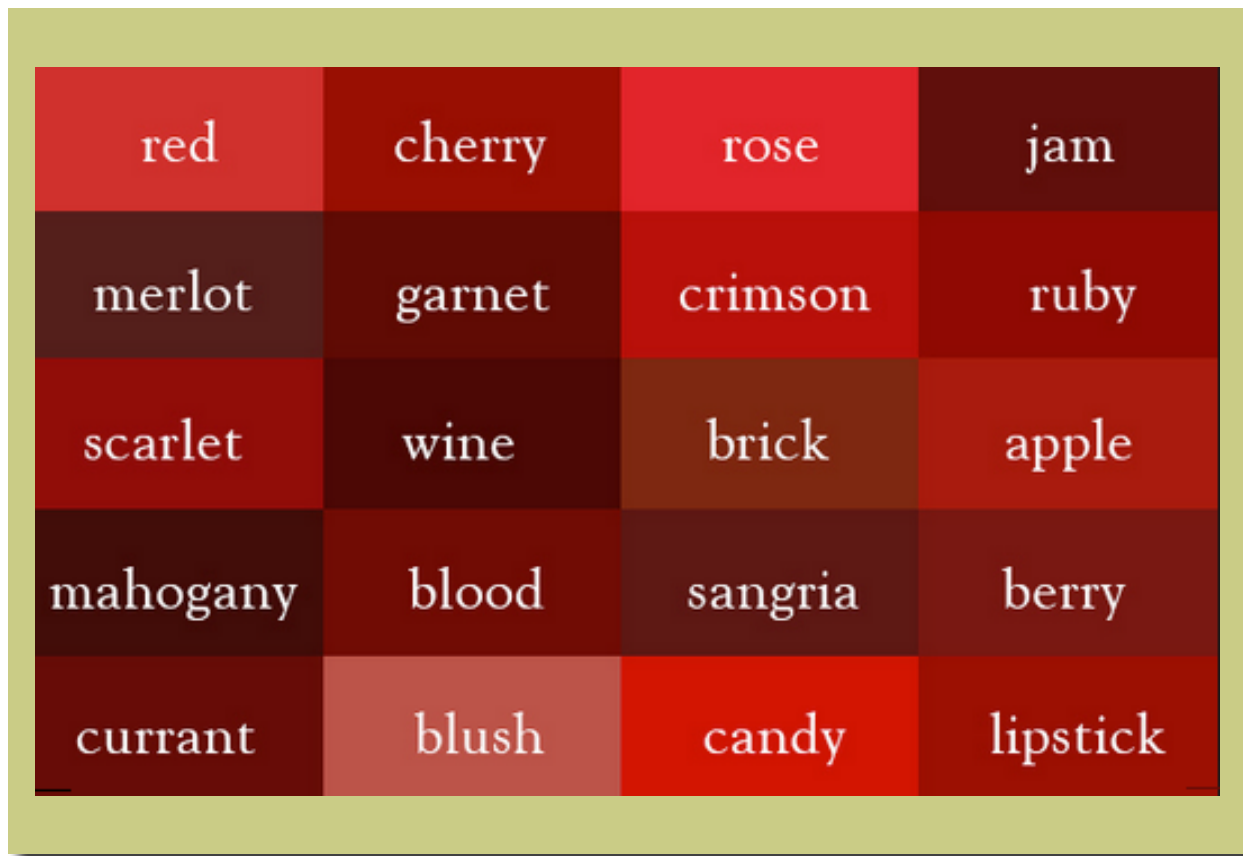 red cherry rose jam
merlot garnet crimson ruby
scarlet wine brick apple
mahogany blood sangria berry
currant blush candy lipstick